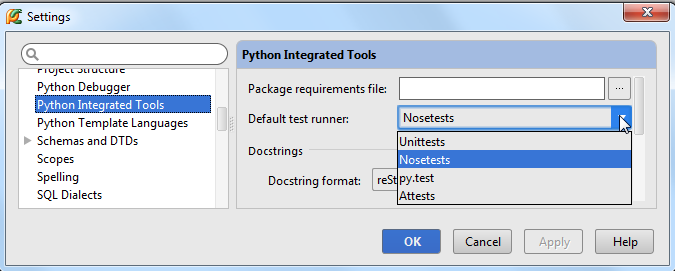 Settings
Project Structure
Python Debugger
Python Integrated Tools
Python Template Languages
Schemas and DTDs
Scopes
Spelling
SQL Dialects
Python Integrated Tools
Package requirements file:
...
Default test runner: Nosetests
Unittests
Nosetests
py.test
Attests
Docstrings
Docstring format: reSt
OK Cancel Apply Help